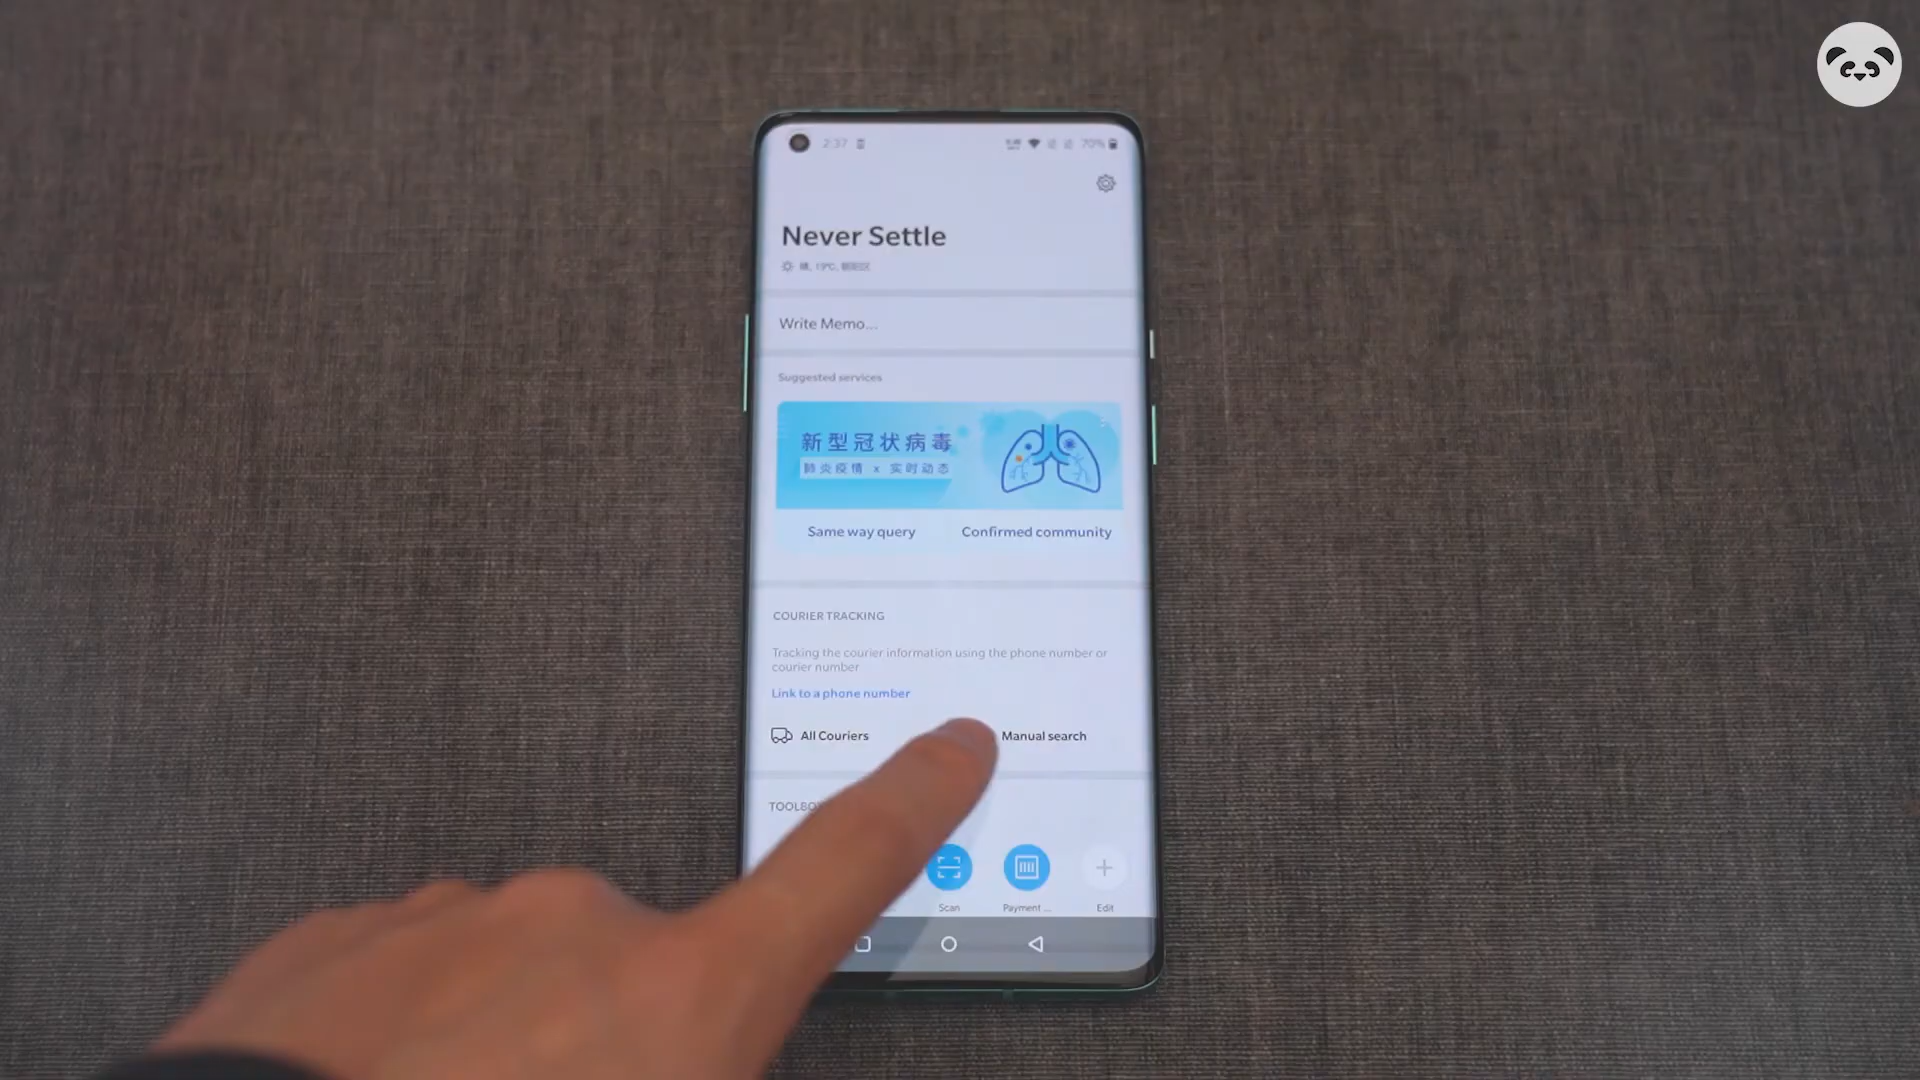 2:37
70%
Never Settle
晴, 19°C, 朝阳区
Write Memo...
Suggested services
新型冠状病毒
肺炎疫情 x 实时动态
Same way query
Confirmed community
COURIER TRACKING
Tracking the courier information using the phone number or
courier number
Link to a phone number
All Couriers
Manual search
TOOLBO
Scan
Payment ...
Edit